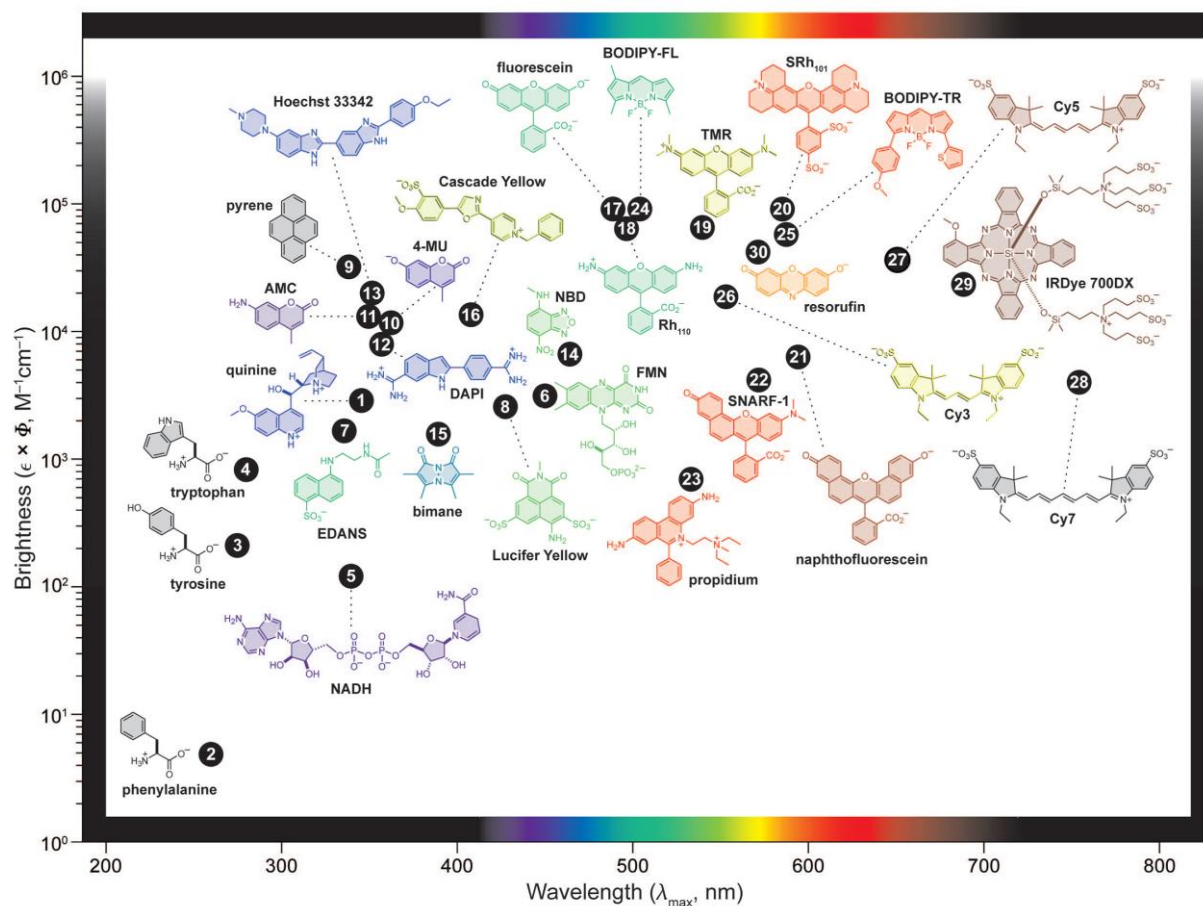 10⁶
10⁵
10⁴
10³
10²
10¹
10⁰
Brightness (ϵ × Φ, M⁻¹cm⁻¹)
Hoechst 33342
fluorescein
BODIPY-FL
SRh₁₀₁
BODIPY-TR
Cy5
TMR
Cascade Yellow
pyrene
4-MU
AMC
NBD
Rh₁₁₀
resorufin
IRDye 700DX
quinine
DAPI
FMN
SNARF-1
Cy3
tryptophan
EDANS
bimane
Lucifer Yellow
propidium
naphthofluorescein
Cy7
tyrosine
NADH
phenylalanine
17
24
18
19
20
25
30
27
29
9
13
11
10
12
16
14
26
21
22
28
1
8
6
7
15
4
23
3
5
2
200
300
400
500
600
700
800
Wavelength (λmax, nm)